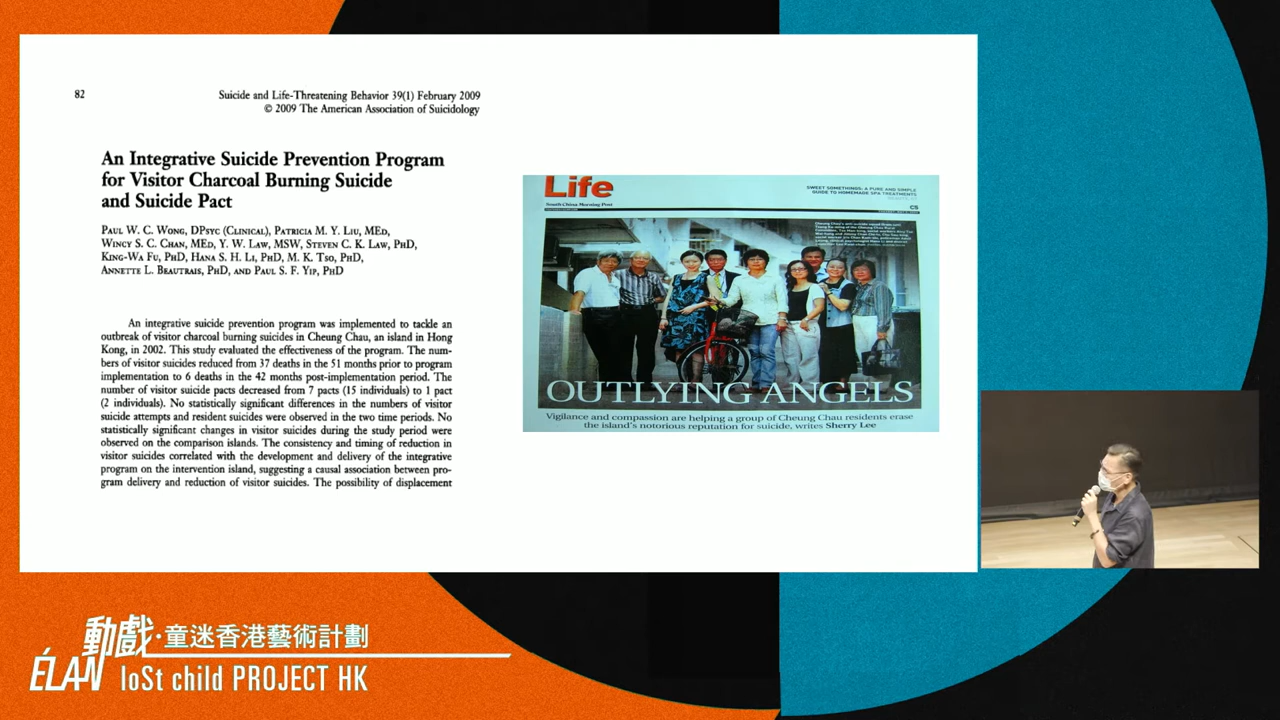 82
Suicide and Life-Threatening Behavior 39(1) February 2009
© 2009 The American Association of Suicidology
An Integrative Suicide Prevention Program
for Visitor Charcoal Burning Suicide
and Suicide Pact
PAUL W. C. WONG, DPSYC (CLINICAL), PATRICIA M. Y. LIU, MED,
WINCY S. C. CHAN, MED, Y. W. LAW, MSW, STEVEN C. K. LAW, PHD,
KING-WA FU, PHD, HANA S. H. LI, PHD, M. K. TSO, PHD,
ANNETTE L. BEAUTRAIS, PHD, AND PAUL S. F. YIP, PHD
An integrative suicide prevention program was implemented to tackle an
outbreak of visitor charcoal burning suicides in Cheung Chau, an island in Hong
Kong, in 2002. This study evaluated the effectiveness of the program. The num-
bers of visitor suicides reduced from 37 deaths in the 51 months prior to program
implementation to 6 deaths in the 42 months post-implementation period. The
number of visitor suicide pacts decreased from 7 pacts (15 individuals) to 1 pact
(2 individuals). No statistically significant differences in the numbers of visitor
suicide attempts and resident suicides were observed in the two time periods. No
statistically significant changes in visitor suicides during the study period were
observed on the comparison islands. The consistency and timing of reduction in
visitor suicides correlated with the development and delivery of the integrative
program on the intervention island, suggesting a causal association between pro-
gram delivery and reduction of visitor suicides. The possibility of displacement
Life
South China Morning Post
SWEET SOMETHINGS: A PURE AND SIMPLE
GUIDE TO HOMEMADE SPA TREATMENTS
C5
OUTLYING ANGELS
Vigilance and compassion are helping a group of Cheung Chau residents erase
the island's notorious reputation for suicide, writes Sherry Lee
動戲·童迷香港藝術計劃
ÉLAN loSt child PROJECT HK